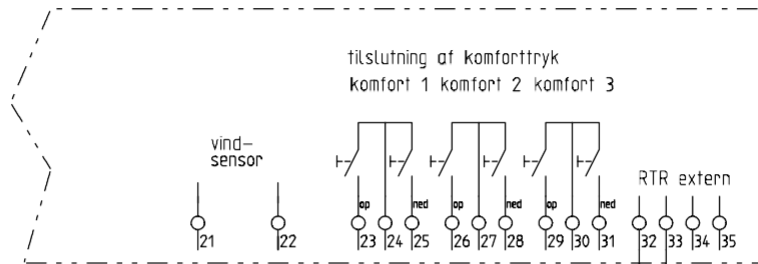 tilslutning af komforttryk
komfort 1 komfort 2 komfort 3
vind-
sensor
RTR extern
op ned op ned op ned
21 22 23 24 25 26 27 28 29 30 31 32 33 34 35